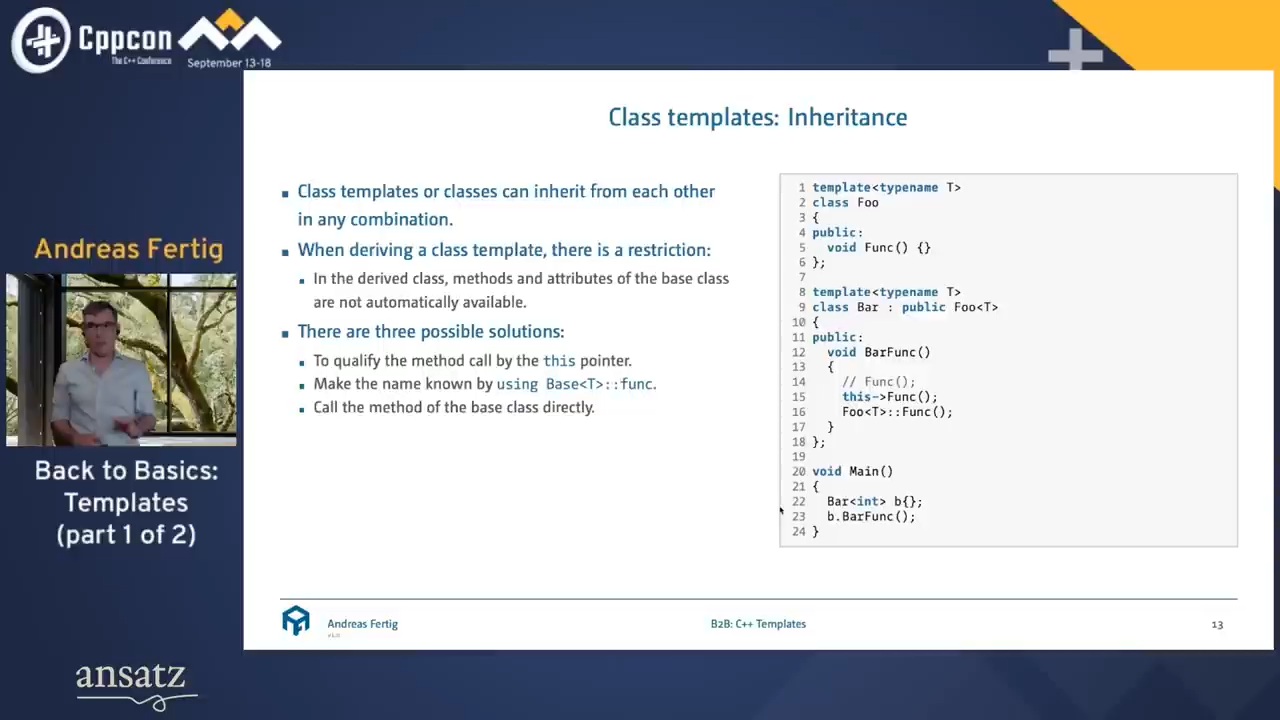 Cppcon
The C++ Conference
September 13-18
Andreas Fertig
Back to Basics:
Templates
(part 1 of 2)
ansatz
Class templates: Inheritance
Class templates or classes can inherit from each other
in any combination.
When deriving a class template, there is a restriction:
In the derived class, methods and attributes of the base class
are not automatically available.
There are three possible solutions:
To qualify the method call by the this pointer.
Make the name known by using Base<T>::func.
Call the method of the base class directly.
1 template<typename T>
2 class Foo
3 {
4 public:
5   void Func() {}
6 };
7
8 template<typename T>
9 class Bar : public Foo<T>
10 {
11 public:
12   void BarFunc()
13   {
14     // Func();
15     this->Func();
16     Foo<T>::Func();
17   }
18 };
19
20 void Main()
21 {
22   Bar<int> b{};
23   b.BarFunc();
24 }
Andreas Fertig
B2B: C++ Templates
13